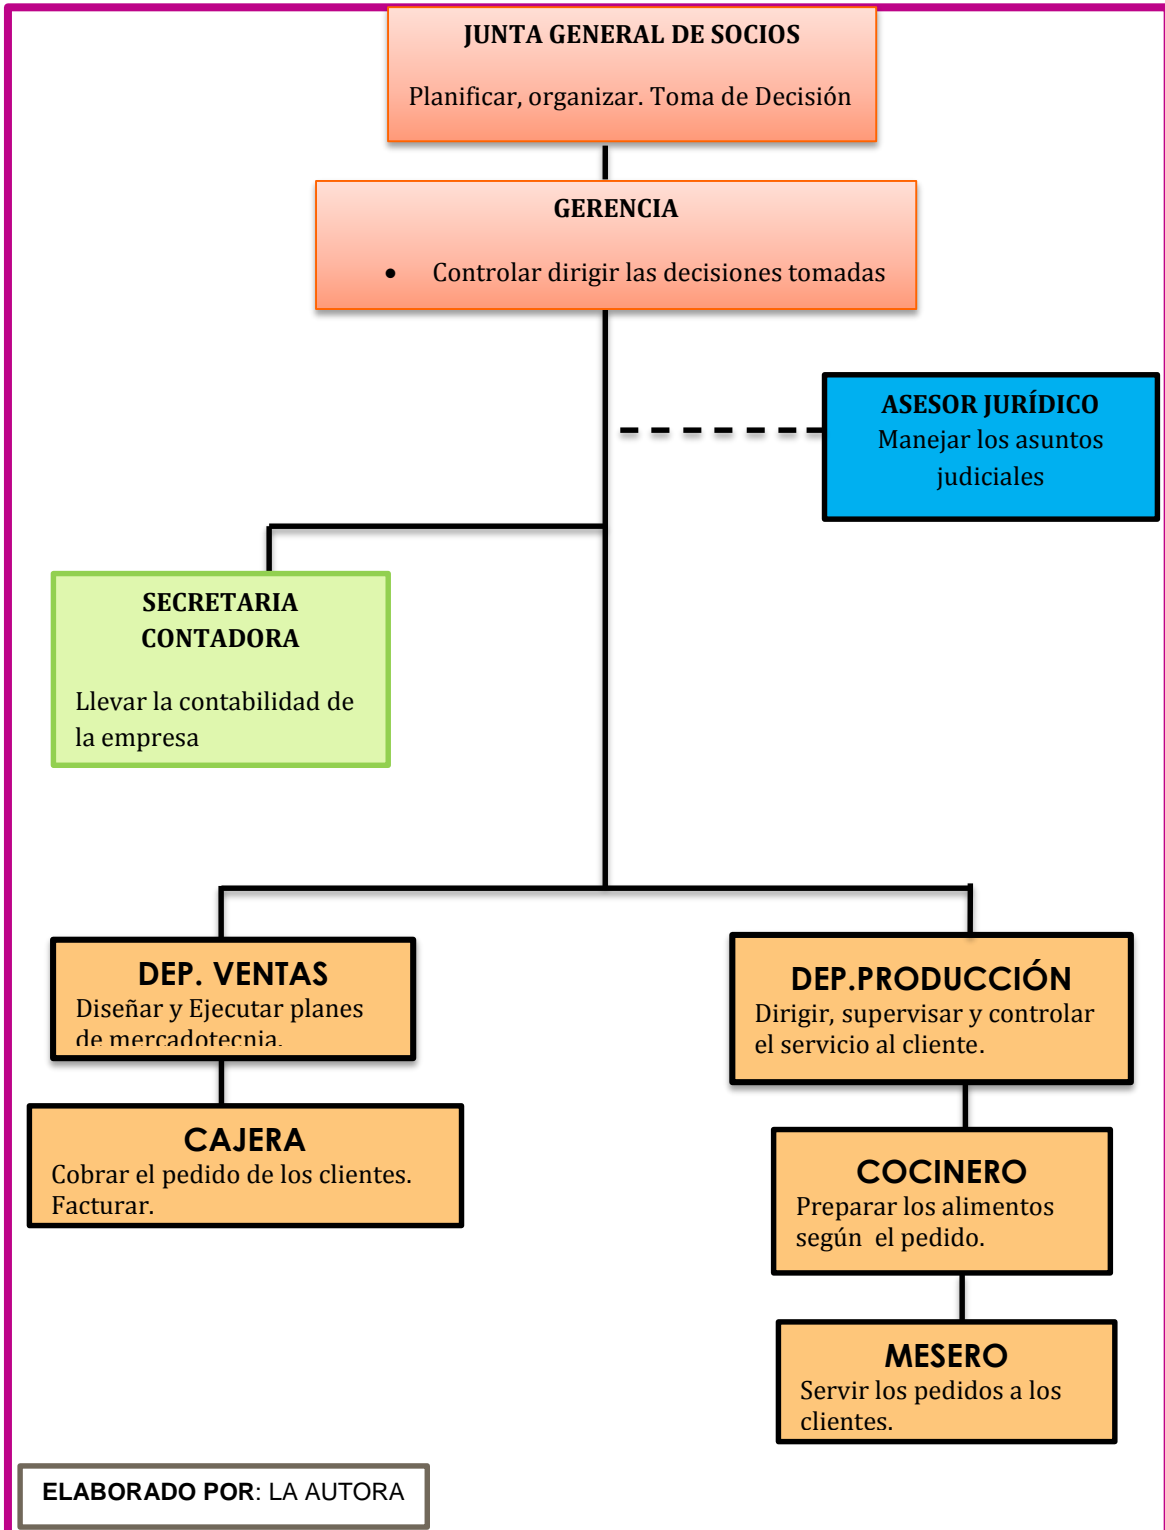 JUNTA GENERAL DE SOCIOS
Planificar, organizar. Toma de Decisión
GERENCIA
• Controlar dirigir las decisiones tomadas
ASESOR JURÍDICO
Manejar los asuntos
judiciales
SECRETARIA
CONTADORA
Llevar la contabilidad de
la empresa
DEP. VENTAS
Diseñar y Ejecutar planes
de mercadotecnia.
CAJERA
Cobrar el pedido de los clientes.
Facturar.
DEP.PRODUCCIÓN
Dirigir, supervisar y controlar
el servicio al cliente.
COCINERO
Preparar los alimentos
según  el pedido.
MESERO
Servir los pedidos a los
clientes.
ELABORADO POR: LA AUTORA